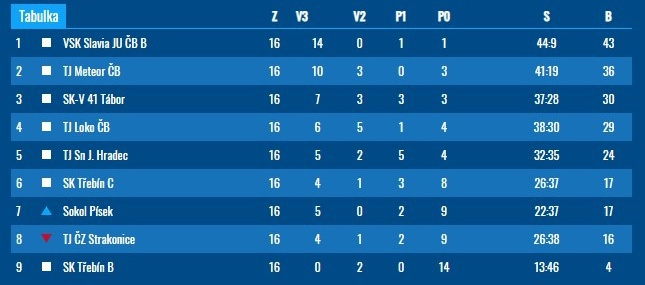 Tabulka Z V3 V2 P1 P0 S B
1 VSK Slavia JU ČB B 16 14 0 1 1 44:9 43
2 TJ Meteor ČB 16 10 3 0 3 41:19 36
3 SK-V 41 Tábor 16 7 3 3 3 37:28 30
4 TJ Loko ČB 16 6 5 1 4 38:30 29
5 TJ Sn J. Hradec 16 5 2 5 4 32:35 24
6 SK Třebín C 16 4 1 3 8 26:37 17
7 Sokol Písek 16 5 0 2 9 22:37 17
8 TJ ČZ Strakonice 16 4 1 2 9 26:38 16
9 SK Třebín B 16 0 2 0 14 13:46 4